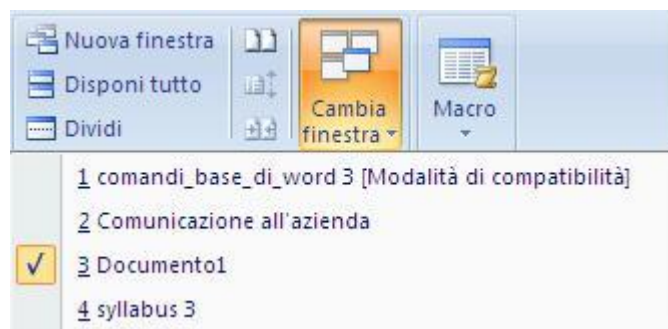 Nuova finestra
Disponi tutto
Dividi
Cambia
finestra
Macro
1 comandi_base_di_word 3 [Modalità di compatibilità]
2 Comunicazione all'azienda
3 Documento1
4 syllabus 3